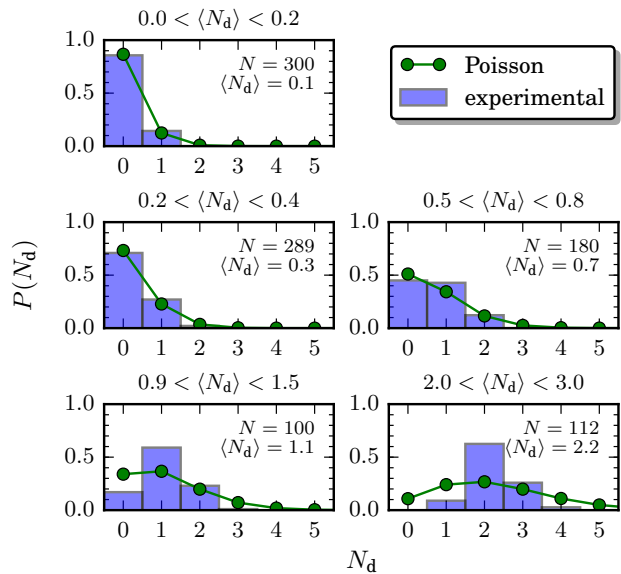 0.0 < ⟨N_d⟩ < 0.2
1.0
0.5
0.0
N = 300
⟨N_d⟩ = 0.1
0 1 2 3 4 5
Poisson
experimental
0.2 < ⟨N_d⟩ < 0.4
1.0
0.5
0.0
N = 289
⟨N_d⟩ = 0.3
0 1 2 3 4 5
0.5 < ⟨N_d⟩ < 0.8
1.0
0.5
0.0
N = 180
⟨N_d⟩ = 0.7
0 1 2 3 4 5
P(N_d)
0.9 < ⟨N_d⟩ < 1.5
1.0
0.5
0.0
N = 100
⟨N_d⟩ = 1.1
0 1 2 3 4 5
2.0 < ⟨N_d⟩ < 3.0
1.0
0.5
0.0
N = 112
⟨N_d⟩ = 2.2
0 1 2 3 4 5
N_d